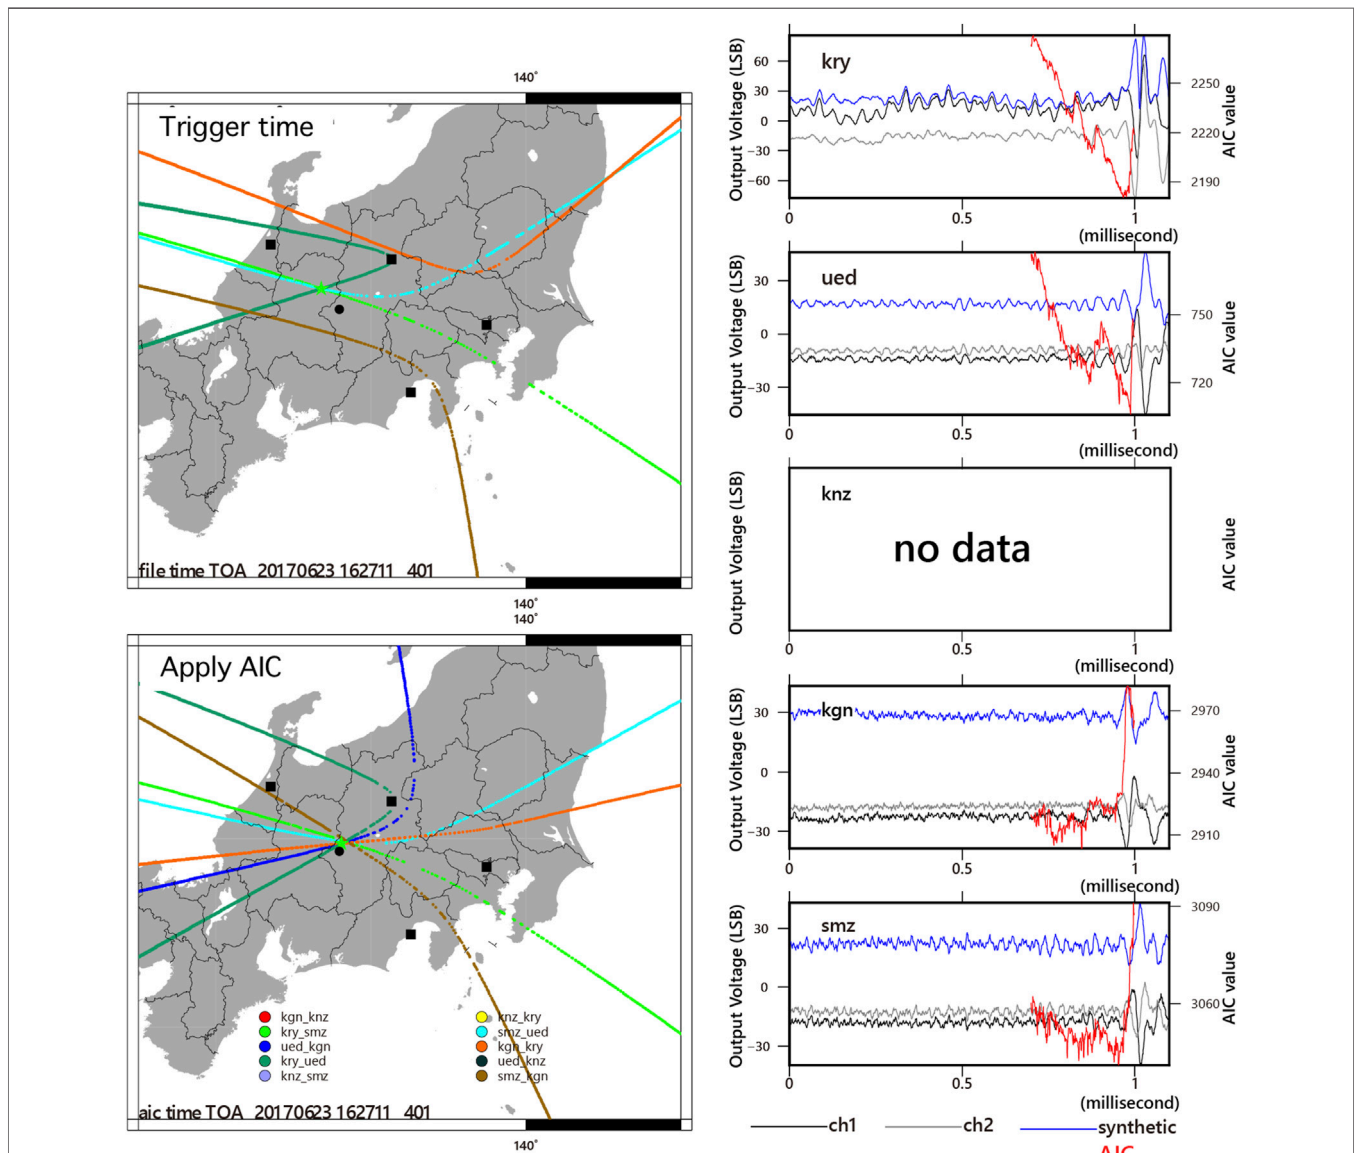 140°
Trigger time
file time TOA 20170623 162711 401
140°
140°
Apply AIC
kgn_knz
kry_smz
ued_kgn
kry_ued
knz_smz
knz_kry
smz_ued
kgn_kry
ued_knz
smz_kgn
aic time TOA 20170623 162711 401
140°
Output Voltage (LSB)
60
30
0
−30
−60
kry
2250
2220
2190
AIC value
0
0.5
1
(millisecond)
Output Voltage (LSB)
30
0
−30
ued
750
720
AIC value
0
0.5
1
(millisecond)
Output Voltage (LSB)
knz
no data
AIC value
0
0.5
1
(millisecond)
Output Voltage (LSB)
30
0
−30
kgn
2970
2940
2910
AIC value
0
0.5
1
(millisecond)
Output Voltage (LSB)
30
0
−30
smz
3090
3060
AIC value
0
0.5
1
(millisecond)
ch1
ch2
synthetic
AIC